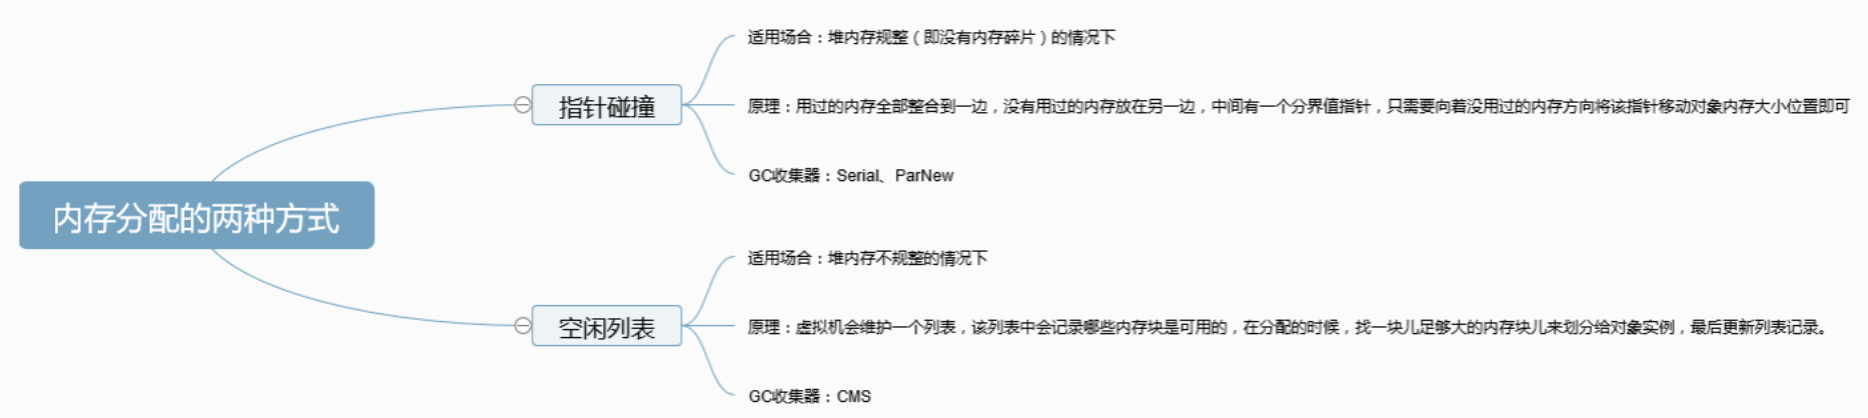 内存分配的两种方式
指针碰撞
适用场合：堆内存规整（即没有内存碎片）的情况下
原理：用过的内存全部整合到一边，没有用过的内存放在另一边，中间有一个分界值指针，只需要向着没用过的内存方向将该指针移动对象内存大小位置即可
GC收集器：Serial、ParNew
空闲列表
适用场合：堆内存不规整的情况下
原理：虚拟机会维护一个列表，该列表中会记录哪些内存块是可用的，在分配的时候，找一块儿足够大的内存块儿来划分给对象实例，最后更新列表记录。
GC收集器：CMS